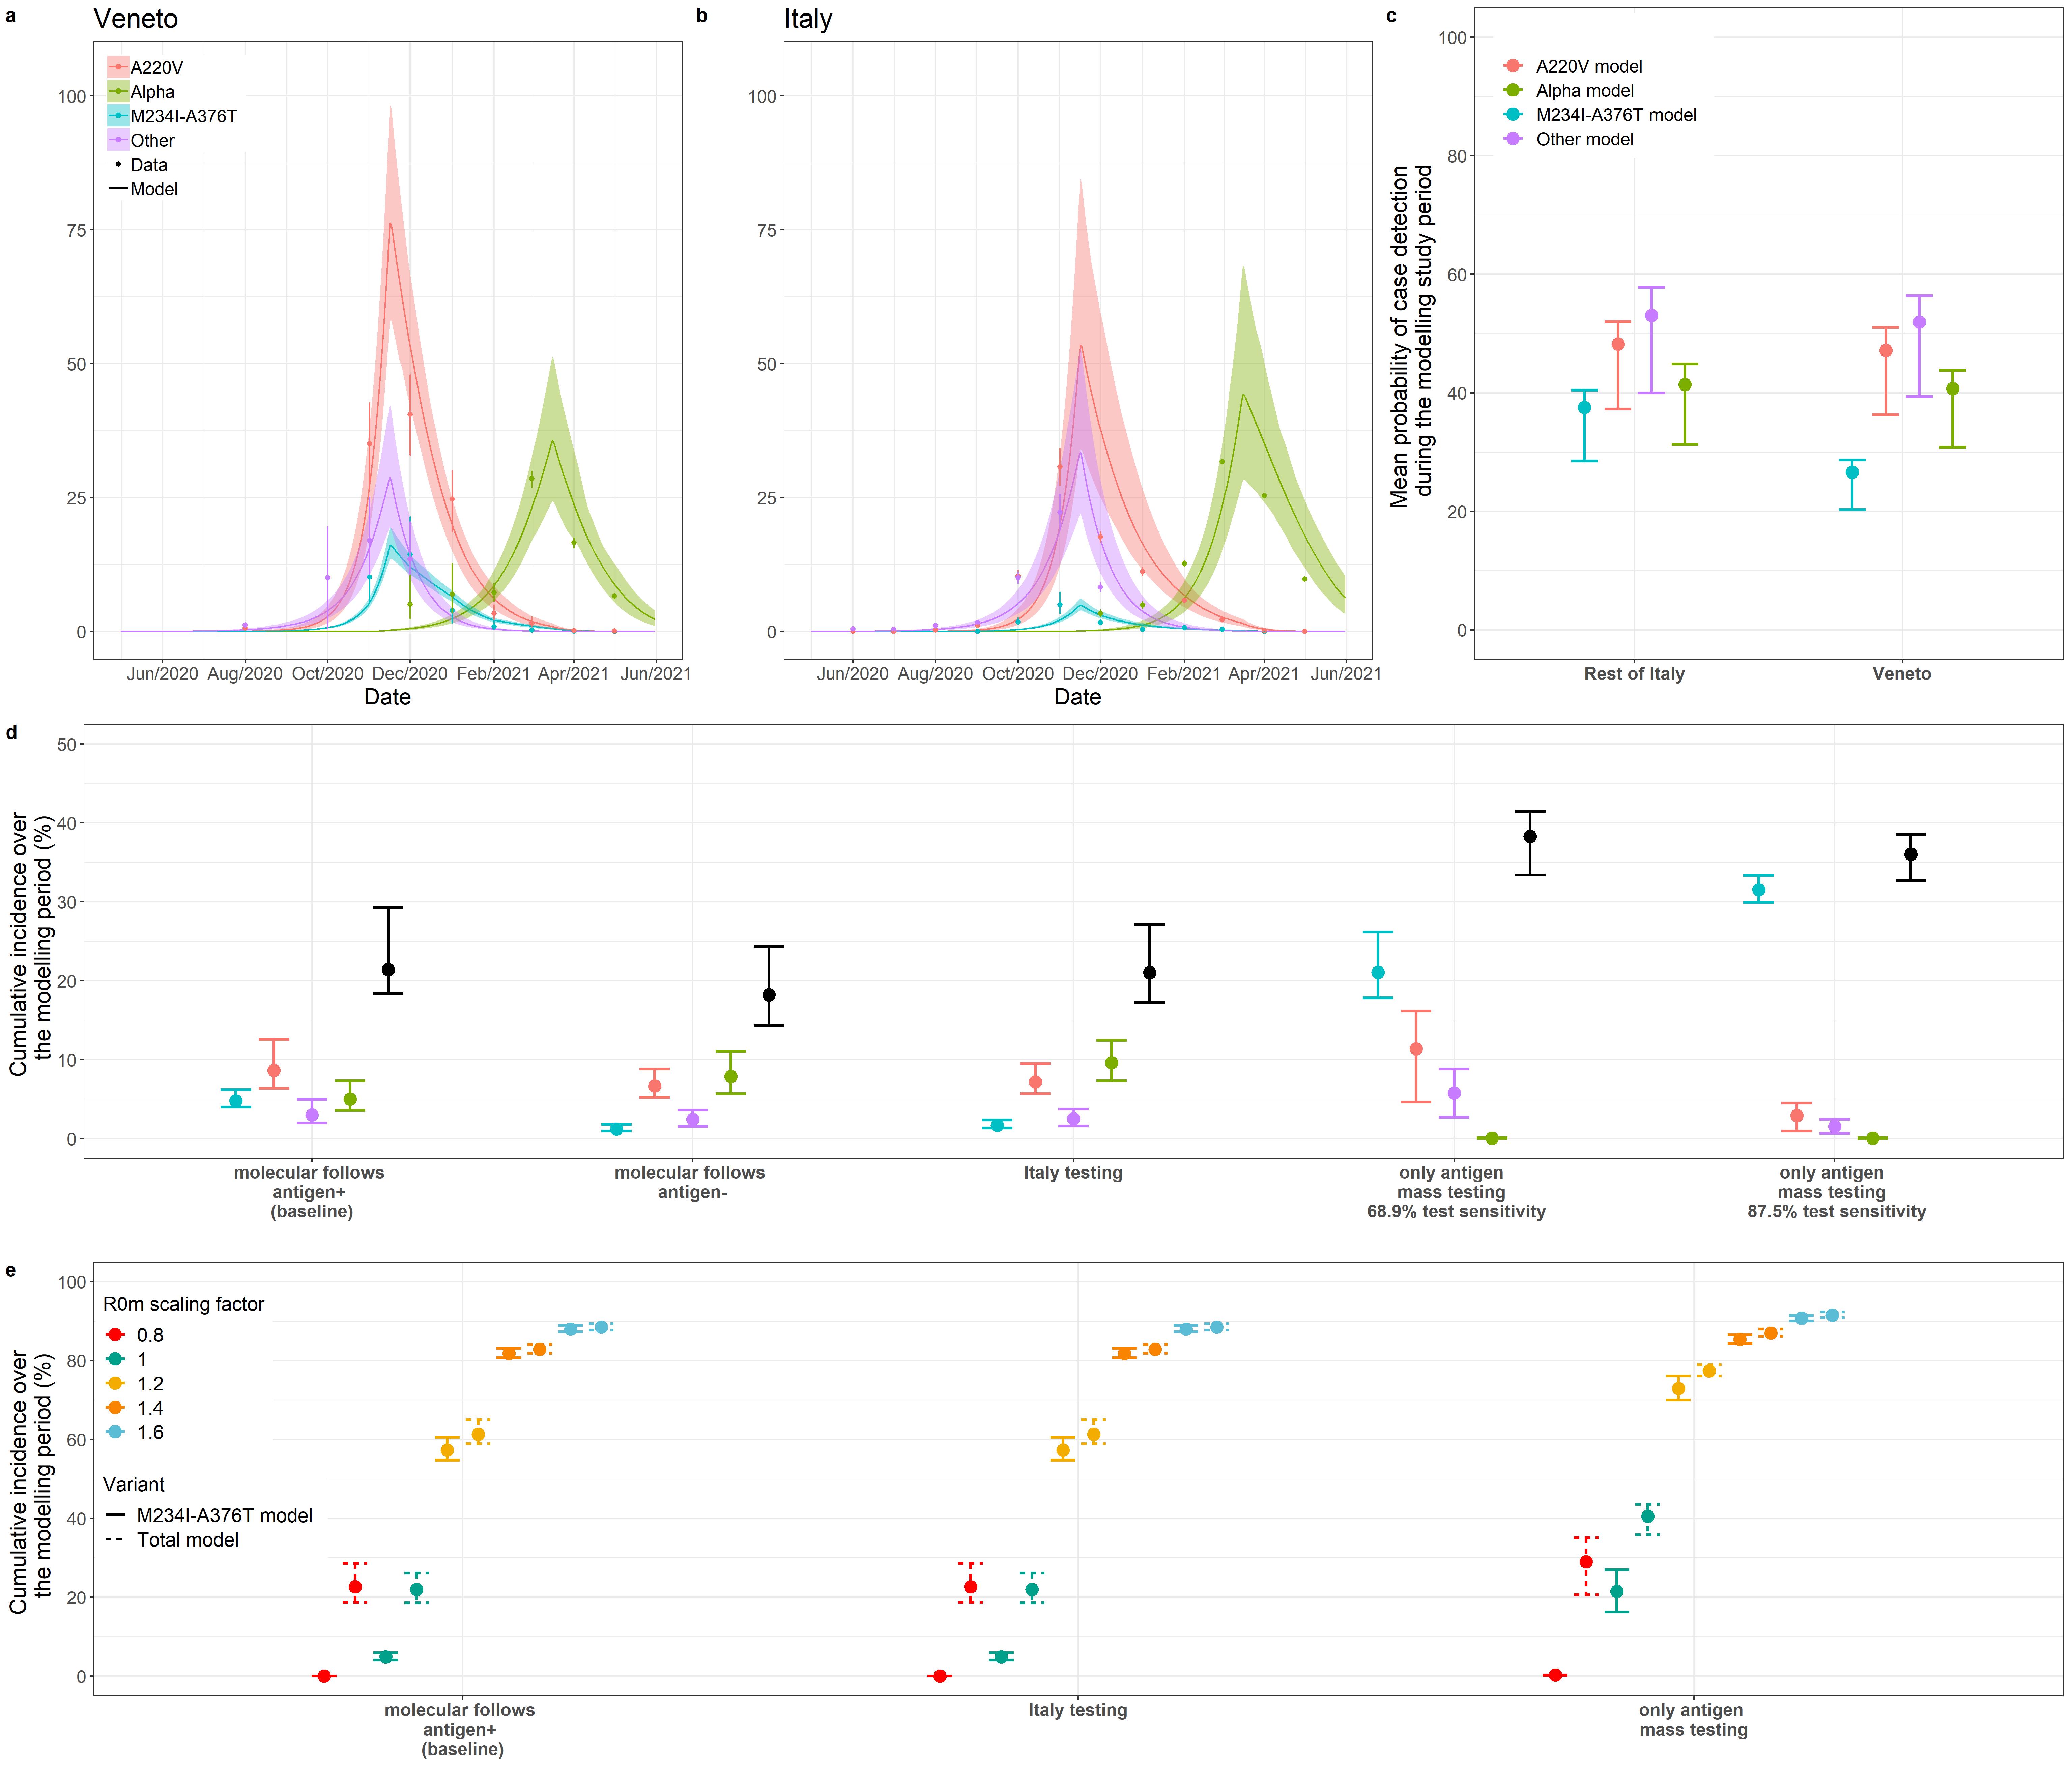 a
Veneto
A220V
Alpha
M234I-A376T
Other
Data
Model
100
75
50
25
0
Jun/2020 Aug/2020 Oct/2020 Dec/2020 Feb/2021 Apr/2021 Jun/2021
Date
b
Italy
100
75
50
25
0
Jun/2020 Aug/2020 Oct/2020 Dec/2020 Feb/2021 Apr/2021 Jun/2021
Date
c
Mean probability of case detection
during the modelling study period
100
80
60
40
20
0
A220V model
Alpha model
M234I-A376T model
Other model
Rest of Italy
Veneto
d
Cumulative incidence over
the modelling period (%)
50
40
30
20
10
0
molecular follows
antigen+
(baseline)
molecular follows
antigen-
Italy testing
only antigen
mass testing
68.9% test sensitivity
only antigen
mass testing
87.5% test sensitivity
e
Cumulative incidence over
the modelling period (%)
100
80
60
40
20
0
R0m scaling factor
0.8
1
1.2
1.4
1.6
Variant
M234I-A376T model
Total model
molecular follows
antigen+
(baseline)
Italy testing
only antigen
mass testing